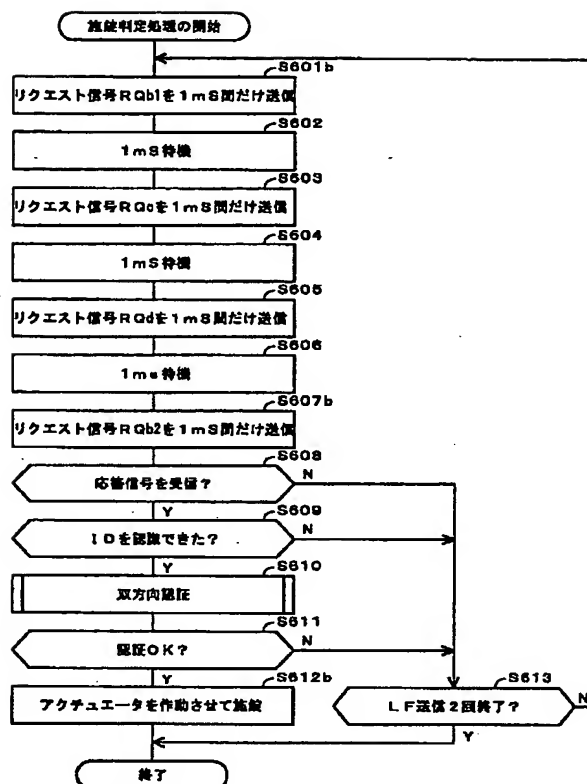 施錠判定処理の開始
S601b
リクエスト信号RQb1を1mS間だけ送信
S602
1mS待機
S603
リクエスト信号RQcを1mS間だけ送信
S604
1mS待機
S605
リクエスト信号RQdを1mS間だけ送信
S606
1ms待機
S607b
リクエスト信号RQb2を1mS間だけ送信
S608
応答信号を受信?
N
Y
S609
IDを認識できた?
N
Y
S610
双方向認証
S611
認証OK?
N
Y
S612b
アクチュエータを作動させて施錠
S613
LF送信2回終了?
N
Y
終了